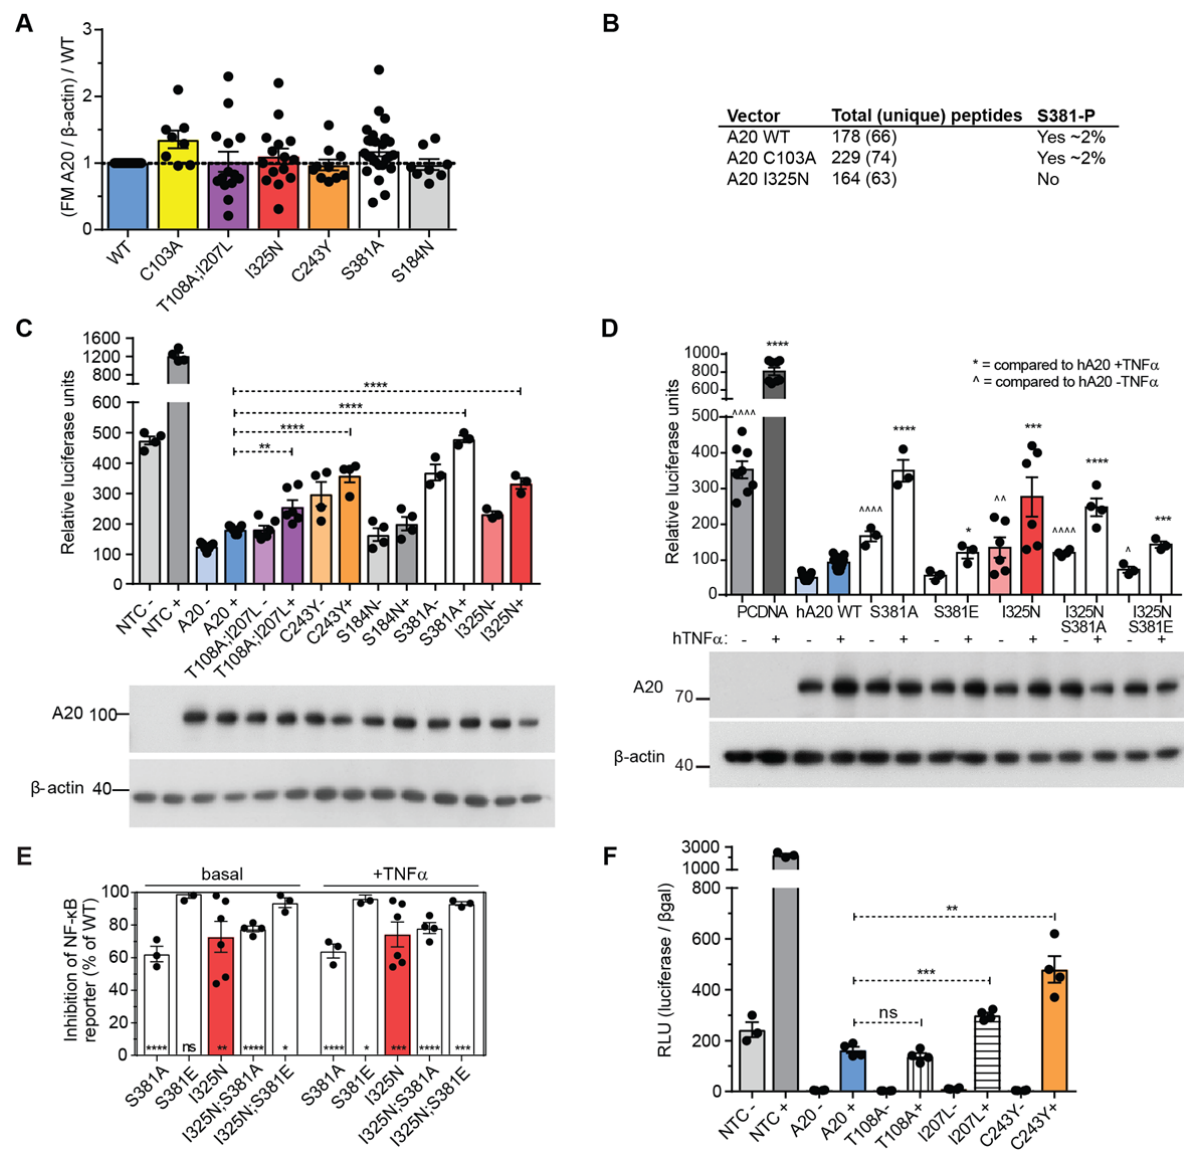 A
(FM A20 / β-actin) / WT
3
2
1
0
WT
C103A
T108A;I207L
I325N
C243Y
S381A
S184N
B
Vector Total (unique) peptides S381-P
A20 WT 178 (66) Yes ~2%
A20 C103A 229 (74) Yes ~2%
A20 I325N 164 (63) No
C
Relative luciferase units
1600
1200
800
600
500
400
300
200
100
0
****
****
****
**
NTC -
NTC +
A20 -
A20 +
T108A;I207L -
T108A;I207L+
C243Y-
C243Y+
S184N-
S184N+
S381A-
S381A+
I325N-
I325N+
A20 100
β-actin 40
D
Relative luciferase units
1000
800
600
500
400
300
200
100
0
* = compared to hA20 +TNFα
^ = compared to hA20 -TNFα
^^^^ **** ^^^^ **** * ^^ *** ^^^^ **** ^ ***
PCDNA hA20 WT S381A S381E I325N I325N I325N
S381A S381E
hTNFα: - + - + - + - + - + - + - +
A20 70
β-actin 40
E
basal +TNFα
Inhibition of NF-κB
reporter (% of WT)
100
80
60
40
20
0
**** ns ** **** * **** * *** **** ***
S381A
S381E
I325N
I325N;S381A
I325N;S381E
S381A
S381E
I325N
I325N;S381A
I325N;S381E
F
RLU (luciferase / βgal)
3000
1000
800
600
400
200
0
**
***
ns
NTC -
NTC +
A20 -
A20 +
T108A-
T108A+
I207L-
I207L+
C243Y-
C243Y+